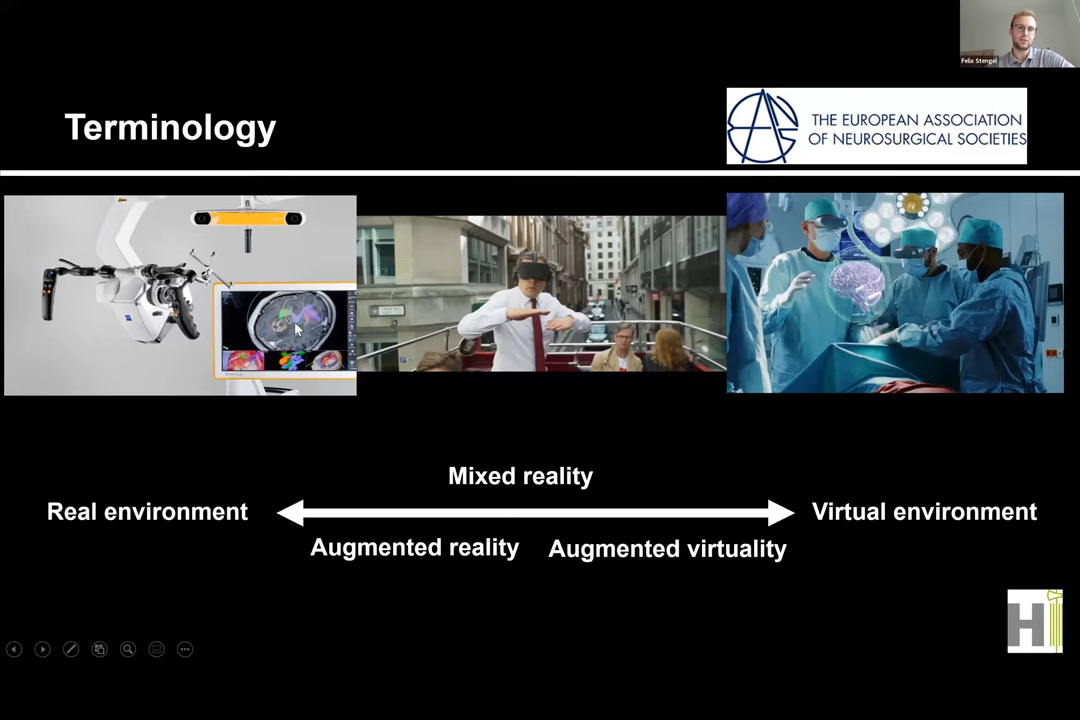 Felix Stengel
Terminology
THE EUROPEAN ASSOCIATION
OF NEUROSURGICAL SOCIETIES
Mixed reality
Real environment
Virtual environment
Augmented reality
Augmented virtuality
H